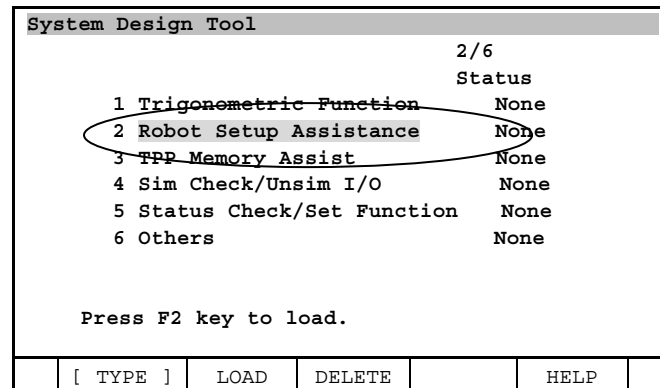 System Design Tool
2/6
Status
1 Trigonometric Function None
2 Robot Setup Assistance None
3 TPP Memory Assist None
4 Sim Check/Unsim I/O None
5 Status Check/Set Function None
6 Others None
Press F2 key to load.
[ TYPE ] LOAD DELETE HELP